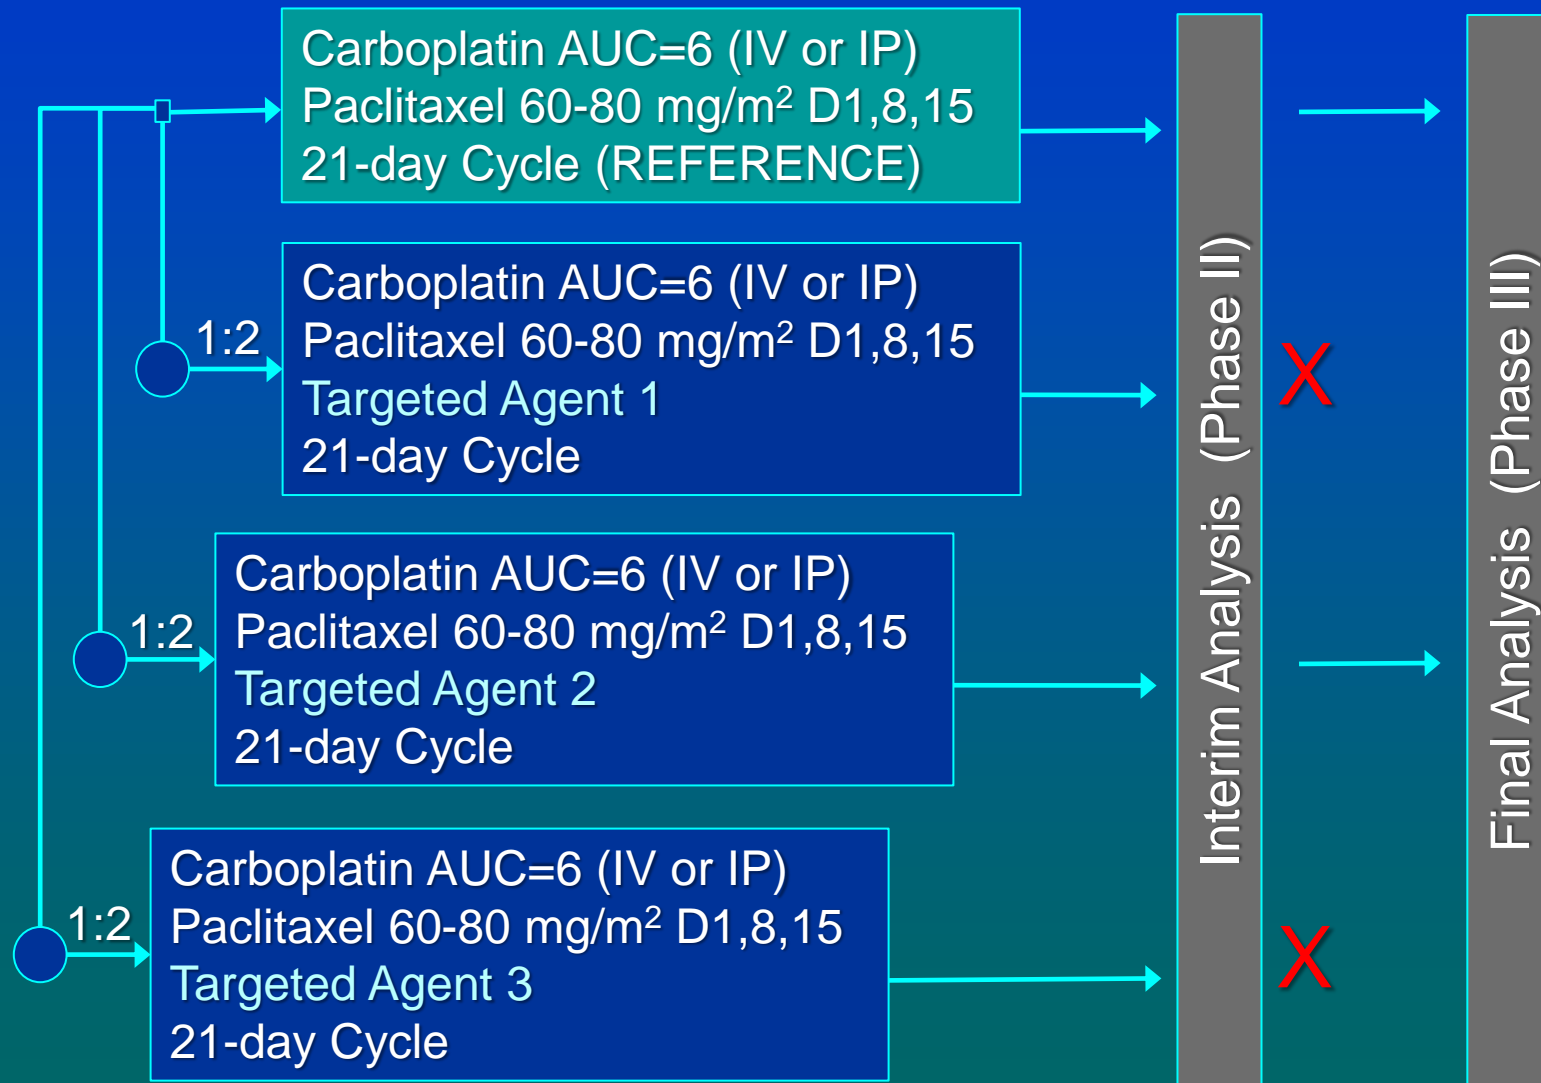 Carboplatin AUC=6 (IV or IP)
Paclitaxel 60-80 mg/m² D1,8,15
21-day Cycle (REFERENCE)
1:2
Carboplatin AUC=6 (IV or IP)
Paclitaxel 60-80 mg/m² D1,8,15
Targeted Agent 1
21-day Cycle
1:2
Carboplatin AUC=6 (IV or IP)
Paclitaxel 60-80 mg/m² D1,8,15
Targeted Agent 2
21-day Cycle
1:2
Carboplatin AUC=6 (IV or IP)
Paclitaxel 60-80 mg/m² D1,8,15
Targeted Agent 3
21-day Cycle
Interim Analysis (Phase II)
X
X
Final Analysis (Phase III)